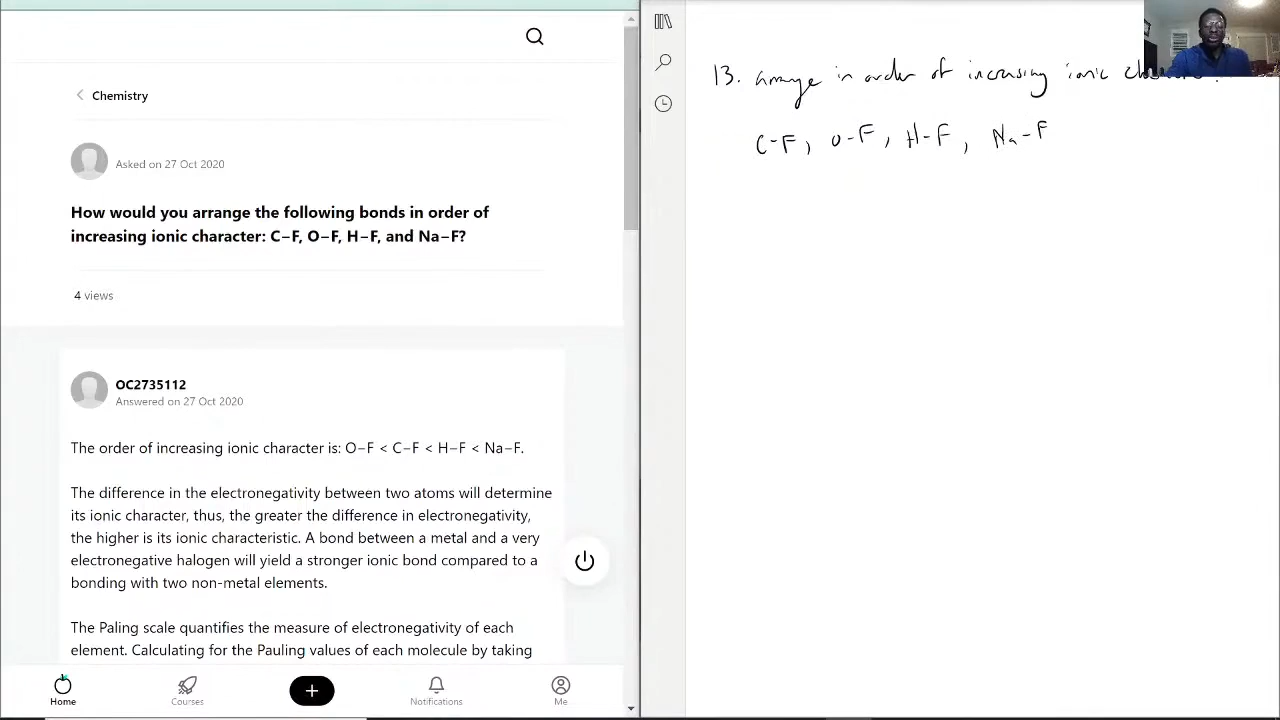 Chemistry
Asked on 27 Oct 2020
How would you arrange the following bonds in order of
increasing ionic character: C–F, O–F, H–F, and Na–F?
4 views
OC2735112
Answered on 27 Oct 2020
The order of increasing ionic character is: O–F < C–F < H–F < Na–F.
The difference in the electronegativity between two atoms will determine
its ionic character, thus, the greater the difference in electronegativity,
the higher is its ionic characteristic. A bond between a metal and a very
electronegative halogen will yield a stronger ionic bond compared to a
bonding with two non-metal elements.
The Paling scale quantifies the measure of electronegativity of each
element. Calculating for the Pauling values of each molecule by taking
Home
Courses
Notifications
Me
13. arrange in order of increasing ionic
C-F, O-F, H-F, Na-F